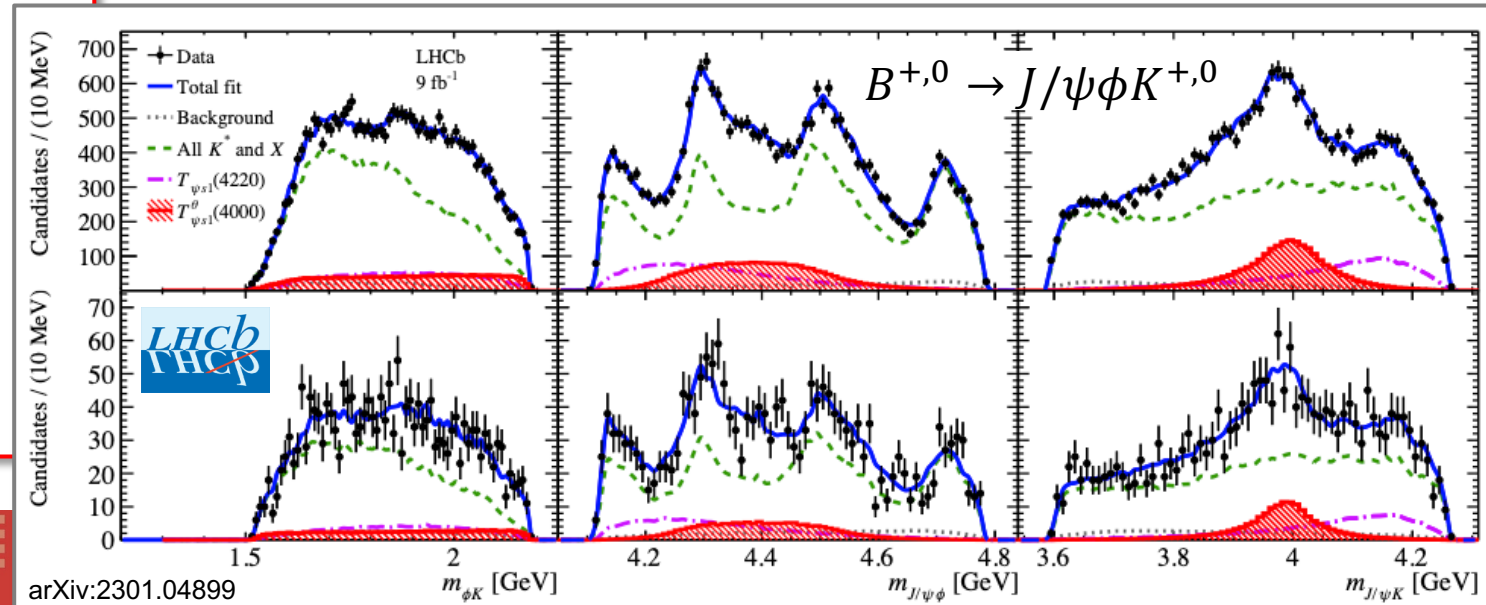 Candidates / (10 MeV)
700
600
500
400
300
200
100
Data
Total fit
Background
All K* and X
T_ψs1(4220)
T^θ_ψs1(4000)
LHCb
9 fb⁻¹
B⁺,⁰ → J/ψϕK⁺,⁰
Candidates / (10 MeV)
70
60
50
40
30
20
10
0
LHCb
LHCb
1.5 2
m_ϕK [GeV]
4.2 4.4 4.6 4.8
m_J/ψϕ [GeV]
3.6 3.8 4 4.2
m_J/ψK [GeV]
arXiv:2301.04899